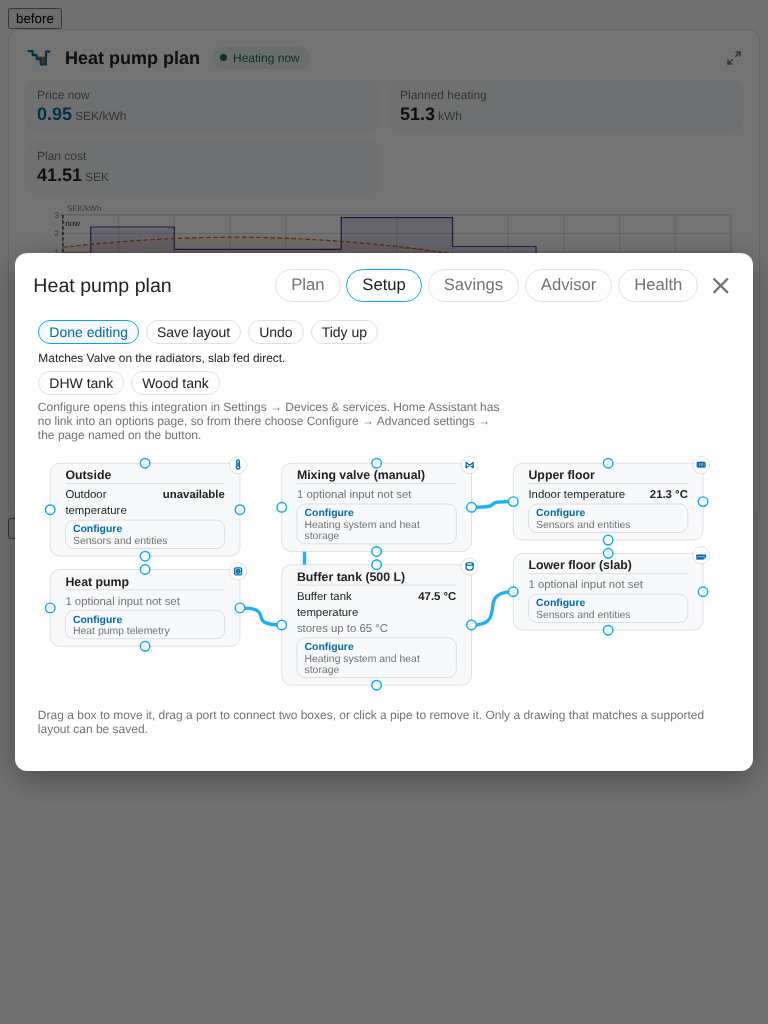 before
Heat pump plan
Heating now
Price now
0.95 SEK/kWh
Planned heating
51.3 kWh
Plan cost
41.51 SEK
SEK/kWh
3
now
2
1
Heat pump plan
Plan
Setup
Savings
Advisor
Health
Done editing
Save layout
Undo
Tidy up
Matches Valve on the radiators, slab fed direct.
DHW tank
Wood tank
Configure opens this integration in Settings → Devices & services. Home Assistant has
no link into an options page, so from there choose Configure → Advanced settings →
the page named on the button.
Outside
Outdoor temperature
unavailable
Configure
Sensors and entities
Heat pump
1 optional input not set
Configure
Heat pump telemetry
Mixing valve (manual)
1 optional input not set
Configure
Heating system and heat
storage
Buffer tank (500 L)
Buffer tank temperature
47.5 °C
stores up to 65 °C
Configure
Heating system and heat
storage
Upper floor
Indoor temperature
21.3 °C
Configure
Sensors and entities
Lower floor (slab)
1 optional input not set
Configure
Sensors and entities
Drag a box to move it, drag a port to connect two boxes, or click a pipe to remove it. Only a drawing that matches a supported
layout can be saved.